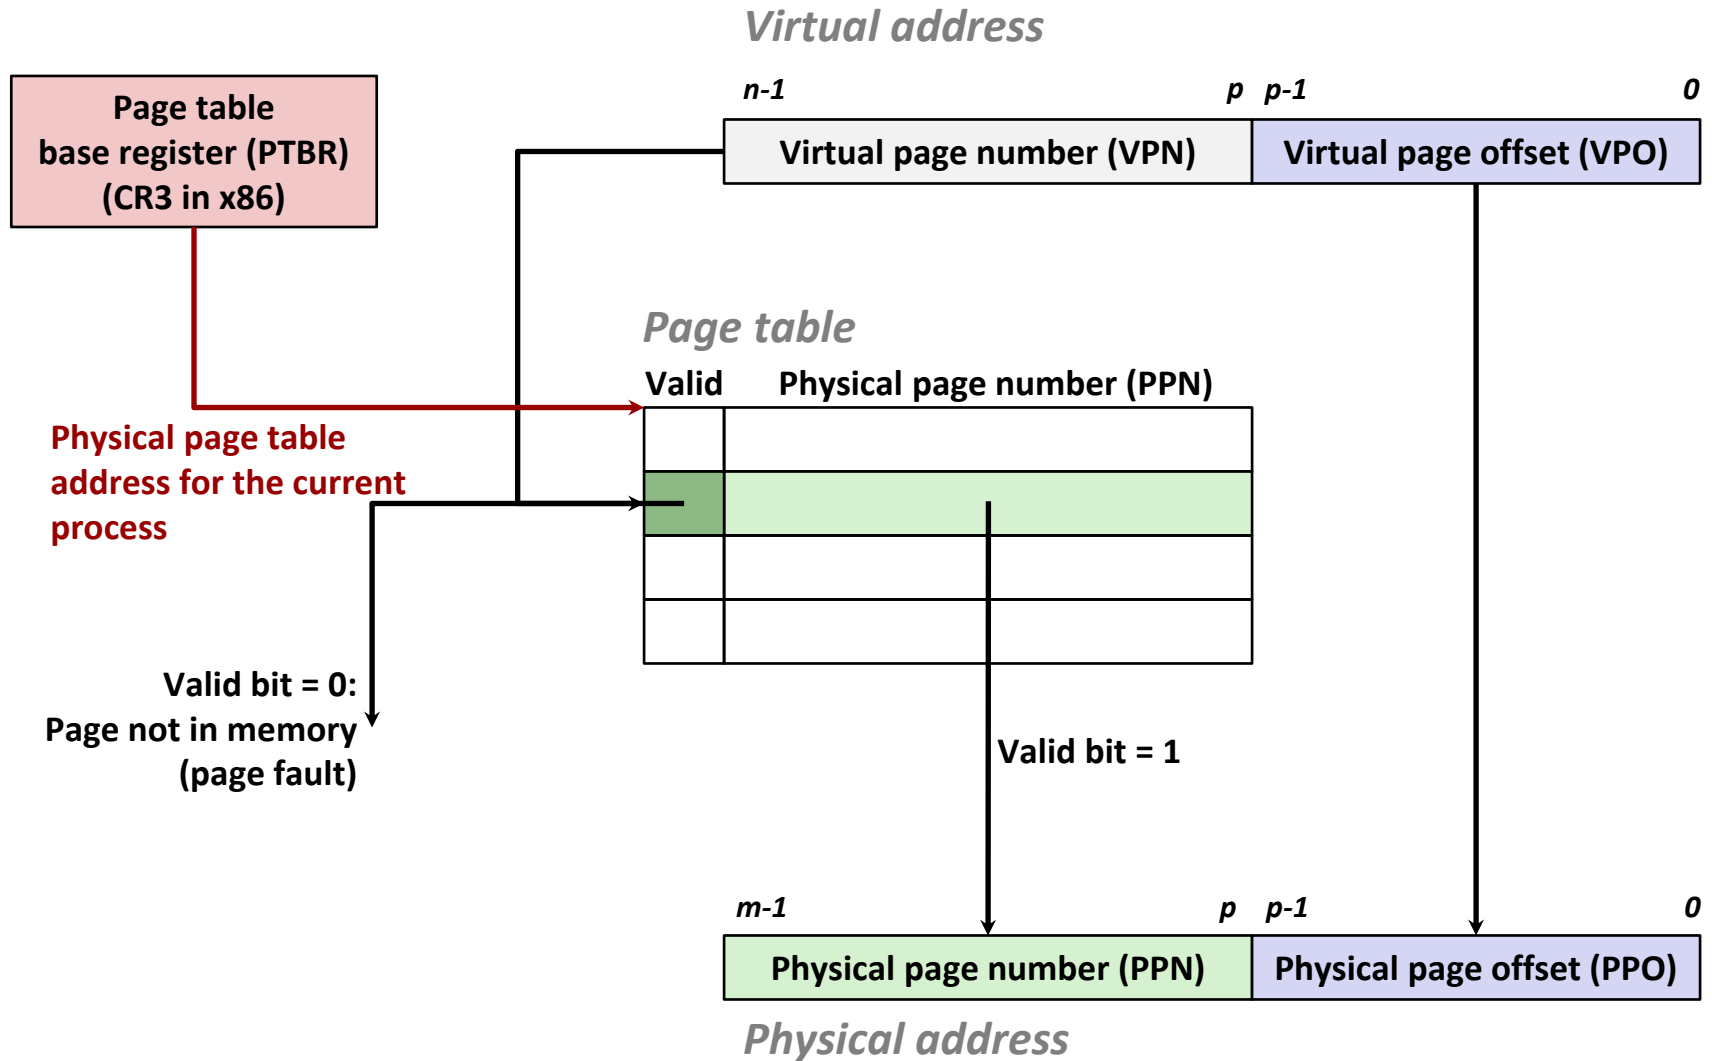 Virtual address
n-1 p p-1 0
Page table
base register (PTBR)
(CR3 in x86)
Virtual page number (VPN) Virtual page offset (VPO)
Page table
Valid Physical page number (PPN)
Physical page table
address for the current
process
Valid bit = 0:
Page not in memory
(page fault)
Valid bit = 1
m-1 p p-1 0
Physical page number (PPN) Physical page offset (PPO)
Physical address